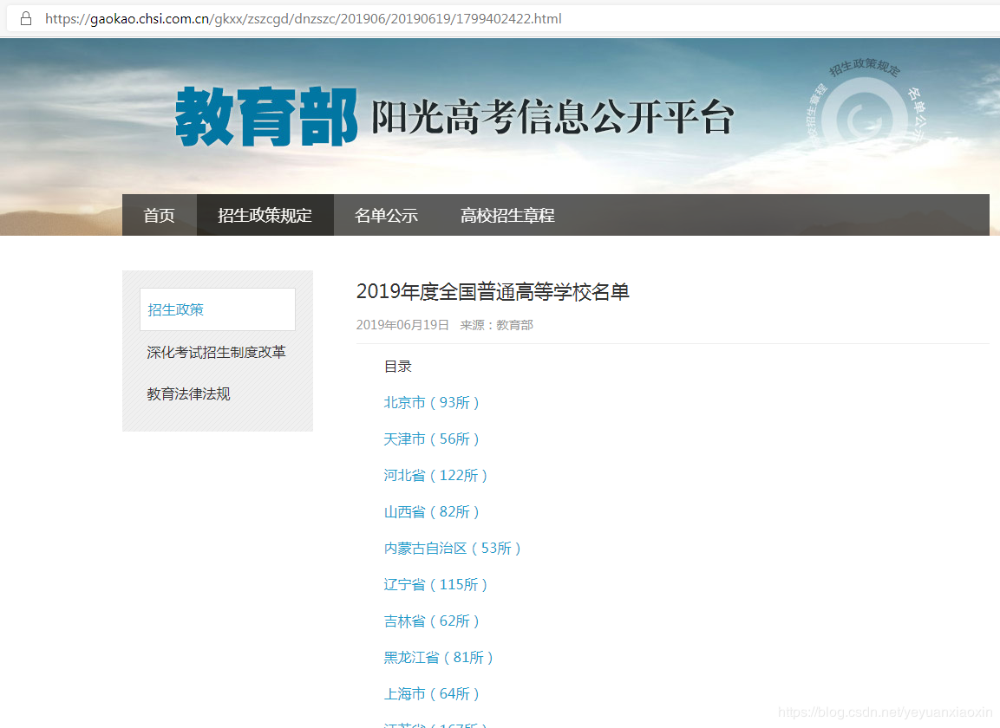 https://gaokao.chsi.com.cn/gkxx/zszcgd/dnzszc/201906/20190619/1799402422.html
招生政策规定
名单公示
校招生章程
教育部 阳光高考信息公开平台
首页 招生政策规定 名单公示 高校招生章程
招生政策
深化考试招生制度改革
教育法律法规
2019年度全国普通高等学校名单
2019年06月19日 来源：教育部
目录
北京市（93所）
天津市（56所）
河北省（122所）
山西省（82所）
内蒙古自治区（53所）
辽宁省（115所）
吉林省（62所）
黑龙江省（81所）
上海市（64所）
江苏省（167所）
https://blog.csdn.net/yeyuanxiaoxin